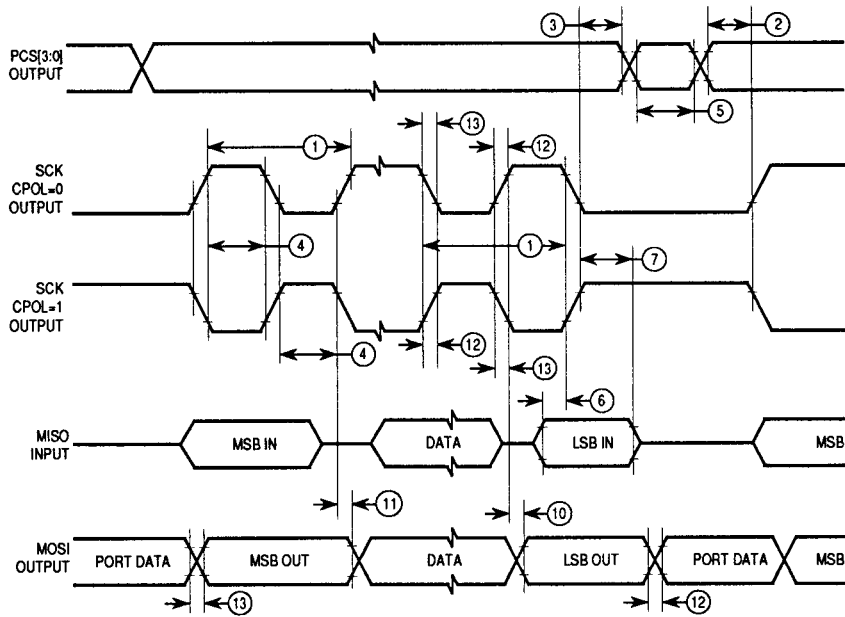 3
2
PCS[3:0]
OUTPUT
5
13
12
1
SCK
CPOL=0
OUTPUT
4
1
7
SCK
CPOL=1
OUTPUT
4
12
13
6
MISO
INPUT
MSB IN
DATA
LSB IN
MSB
11
10
MOSI
OUTPUT
PORT DATA
MSB OUT
DATA
LSB OUT
PORT DATA
MSB
13
12